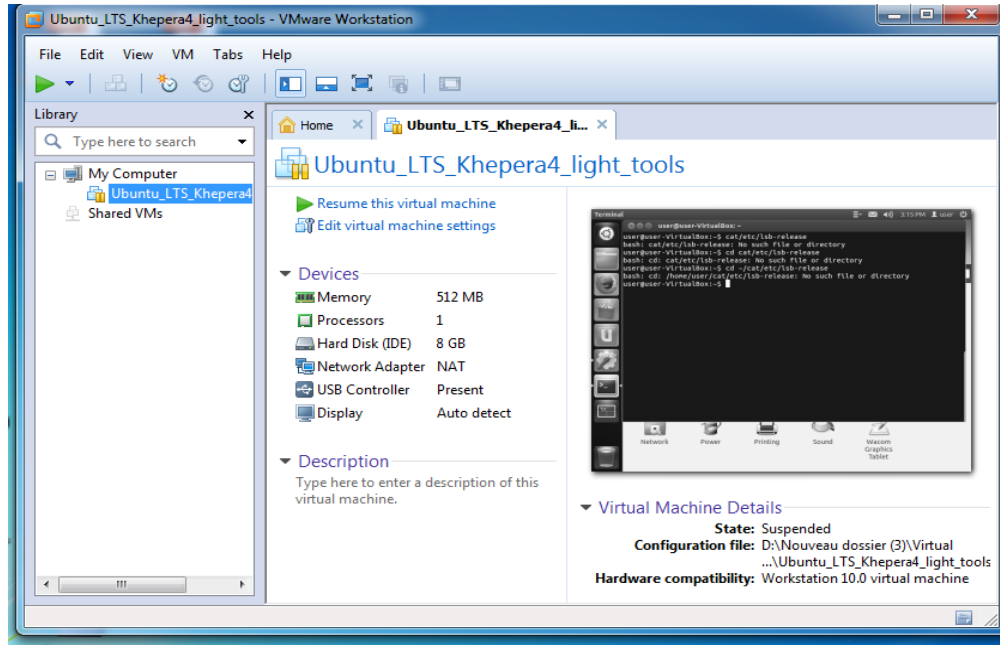 Ubuntu_LTS_Khepera4_light_tools - VMware Workstation
File Edit View VM Tabs Help
Library x
Home x Ubuntu_LTS_Khepera4_li... x
Type here to search
Ubuntu_LTS_Khepera4_light_tools
My Computer
Ubuntu_LTS_Khepera4
Shared VMs
Resume this virtual machine
Edit virtual machine settings
Devices
Memory 512 MB
Processors 1
Hard Disk (IDE) 8 GB
Network Adapter NAT
USB Controller Present
Display Auto detect
Description
Type here to enter a description of this
virtual machine.
Terminal 3:15 PM user
user@user-VirtualBox: ~
user@user-VirtualBox:~$ cat/etc/lsb-release
bash: cat/etc/lsb-release: No such file or directory
user@user-VirtualBox:~$ cd cat/etc/lsb-release
bash: cd: cat/etc/lsb-release: No such file or directory
user@user-VirtualBox:~$ cd ~/cat/etc/lsb-release
bash: cd: /home/user/cat/etc/lsb-release: No such file or directory
user@user-VirtualBox:~$
Network Power Printing Sound Wacom
Graphics
Tablet
Virtual Machine Details
State: Suspended
Configuration file: D:\Nouveau dossier (3)\Virtual
...\Ubuntu_LTS_Khepera4_light_tools
Hardware compatibility: Workstation 10.0 virtual machine